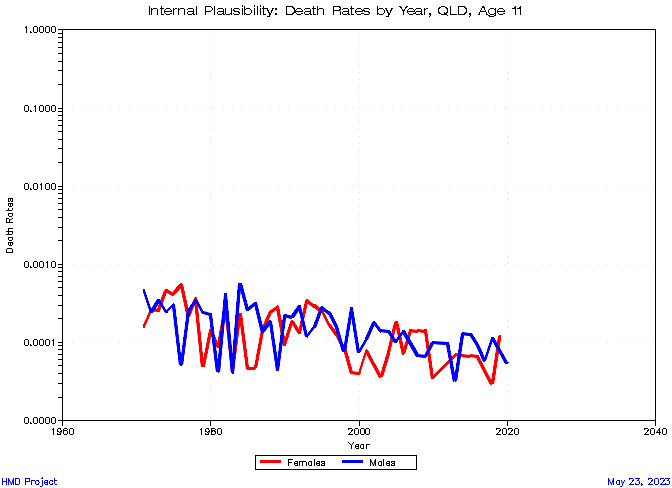 Internal Plausibility: Death Rates by Year, QLD, Age 11
1.0000
0.1000
0.0100
0.0010
0.0001
0.0000
Death Rates
1960 1980 2000 2020 2040
Year
Females Males
HMD Project May 23, 2023